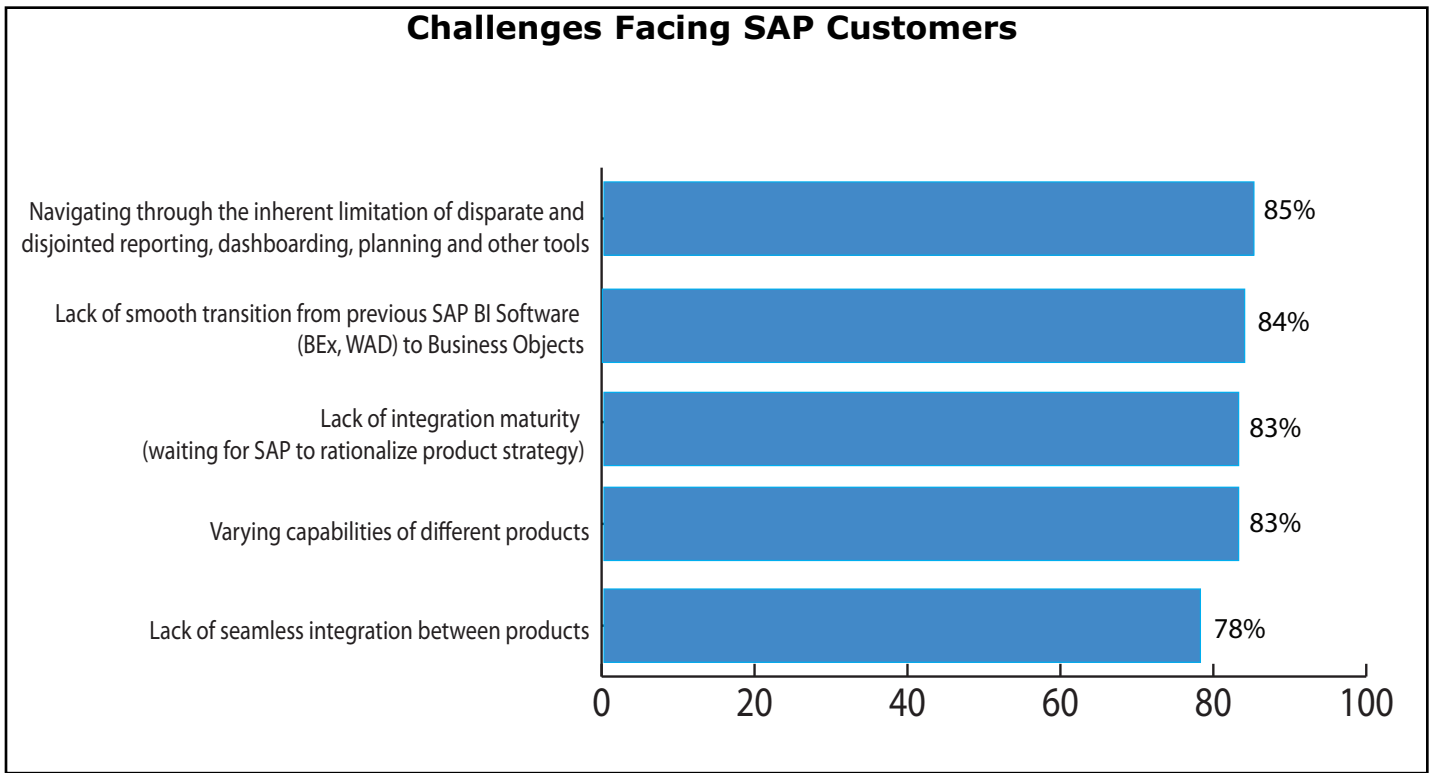 Challenges Facing SAP Customers
Navigating through the inherent limitation of disparate and
disjointed reporting, dashboarding, planning and other tools
85%
Lack of smooth transition from previous SAP BI Software
(BEx, WAD) to Business Objects
84%
Lack of integration maturity
(waiting for SAP to rationalize product strategy)
83%
Varying capabilities of different products
83%
Lack of seamless integration between products
78%
0 20 40 60 80 100